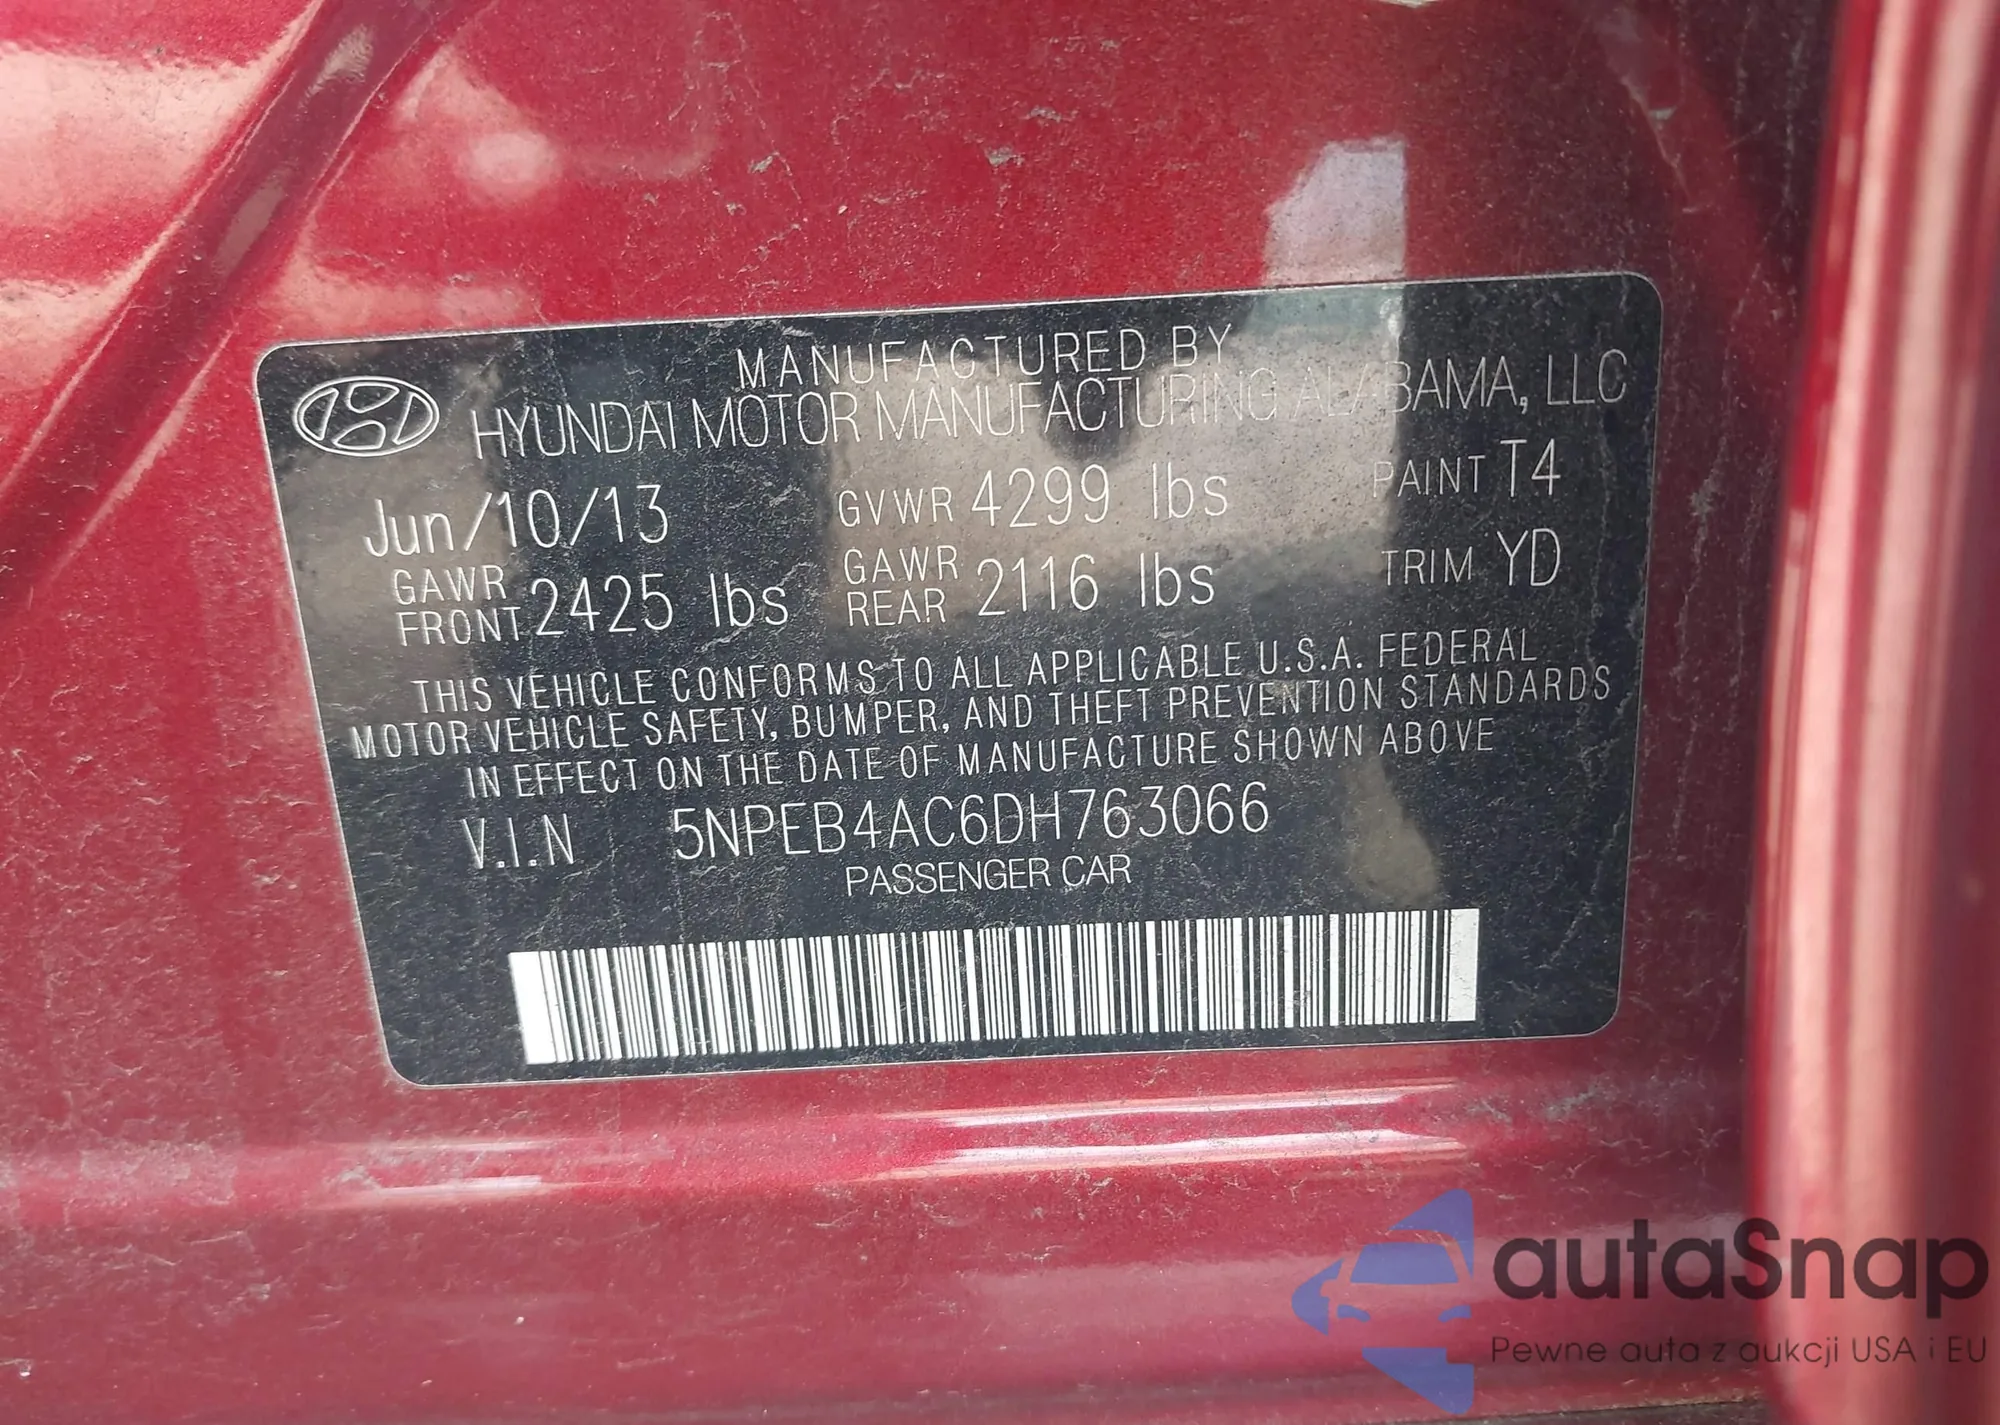 MANUFACTURED BY
HYUNDAI MOTOR MANUFACTURING ALABAMA, LLC
Jun/10/13 GVWR 4299 lbs PAINT T4
GAWR FRONT 2425 lbs GAWR REAR 2116 lbs TRIM YD
THIS VEHICLE CONFORMS TO ALL APPLICABLE U.S.A. FEDERAL
MOTOR VEHICLE SAFETY, BUMPER, AND THEFT PREVENTION STANDARDS
IN EFFECT ON THE DATE OF MANUFACTURE SHOWN ABOVE
V.I.N 5NPEB4AC6DH763066
PASSENGER CAR
autaSnap
Pewne auta z aukcji USA i EU